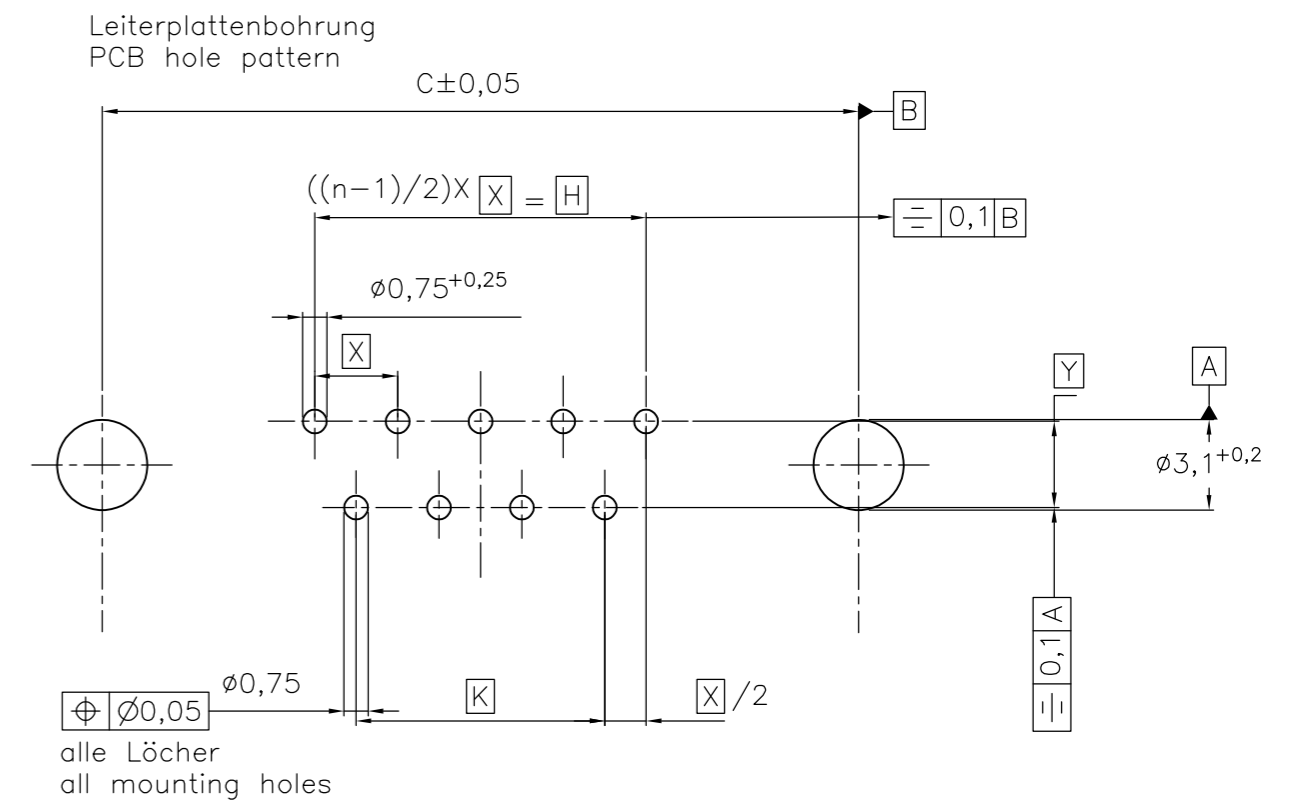 Leiterplattenbohrung
PCB hole pattern
C±0,05
B
((n−1)/2)X X = H
0,1 B
⌀0,75+0,25
X
Y
A
⌀3,1+0,2
0,1 A
⌀0,75
K
X /2
⌖ ⌀0,05
alle Löcher
all mounting holes